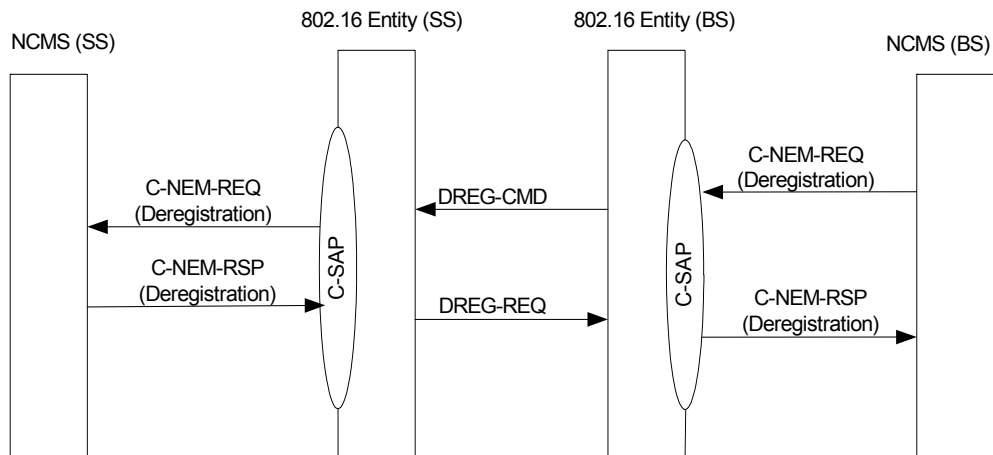 802.16 Entity (SS)
802.16 Entity (BS)
NCMS (SS)
NCMS (BS)
C-NEM-REQ
(Deregistration)
DREG-CMD
C-NEM-REQ
(Deregistration)
C-SAP
C-SAP
C-NEM-RSP
(Deregistration)
DREG-REQ
C-NEM-RSP
(Deregistration)